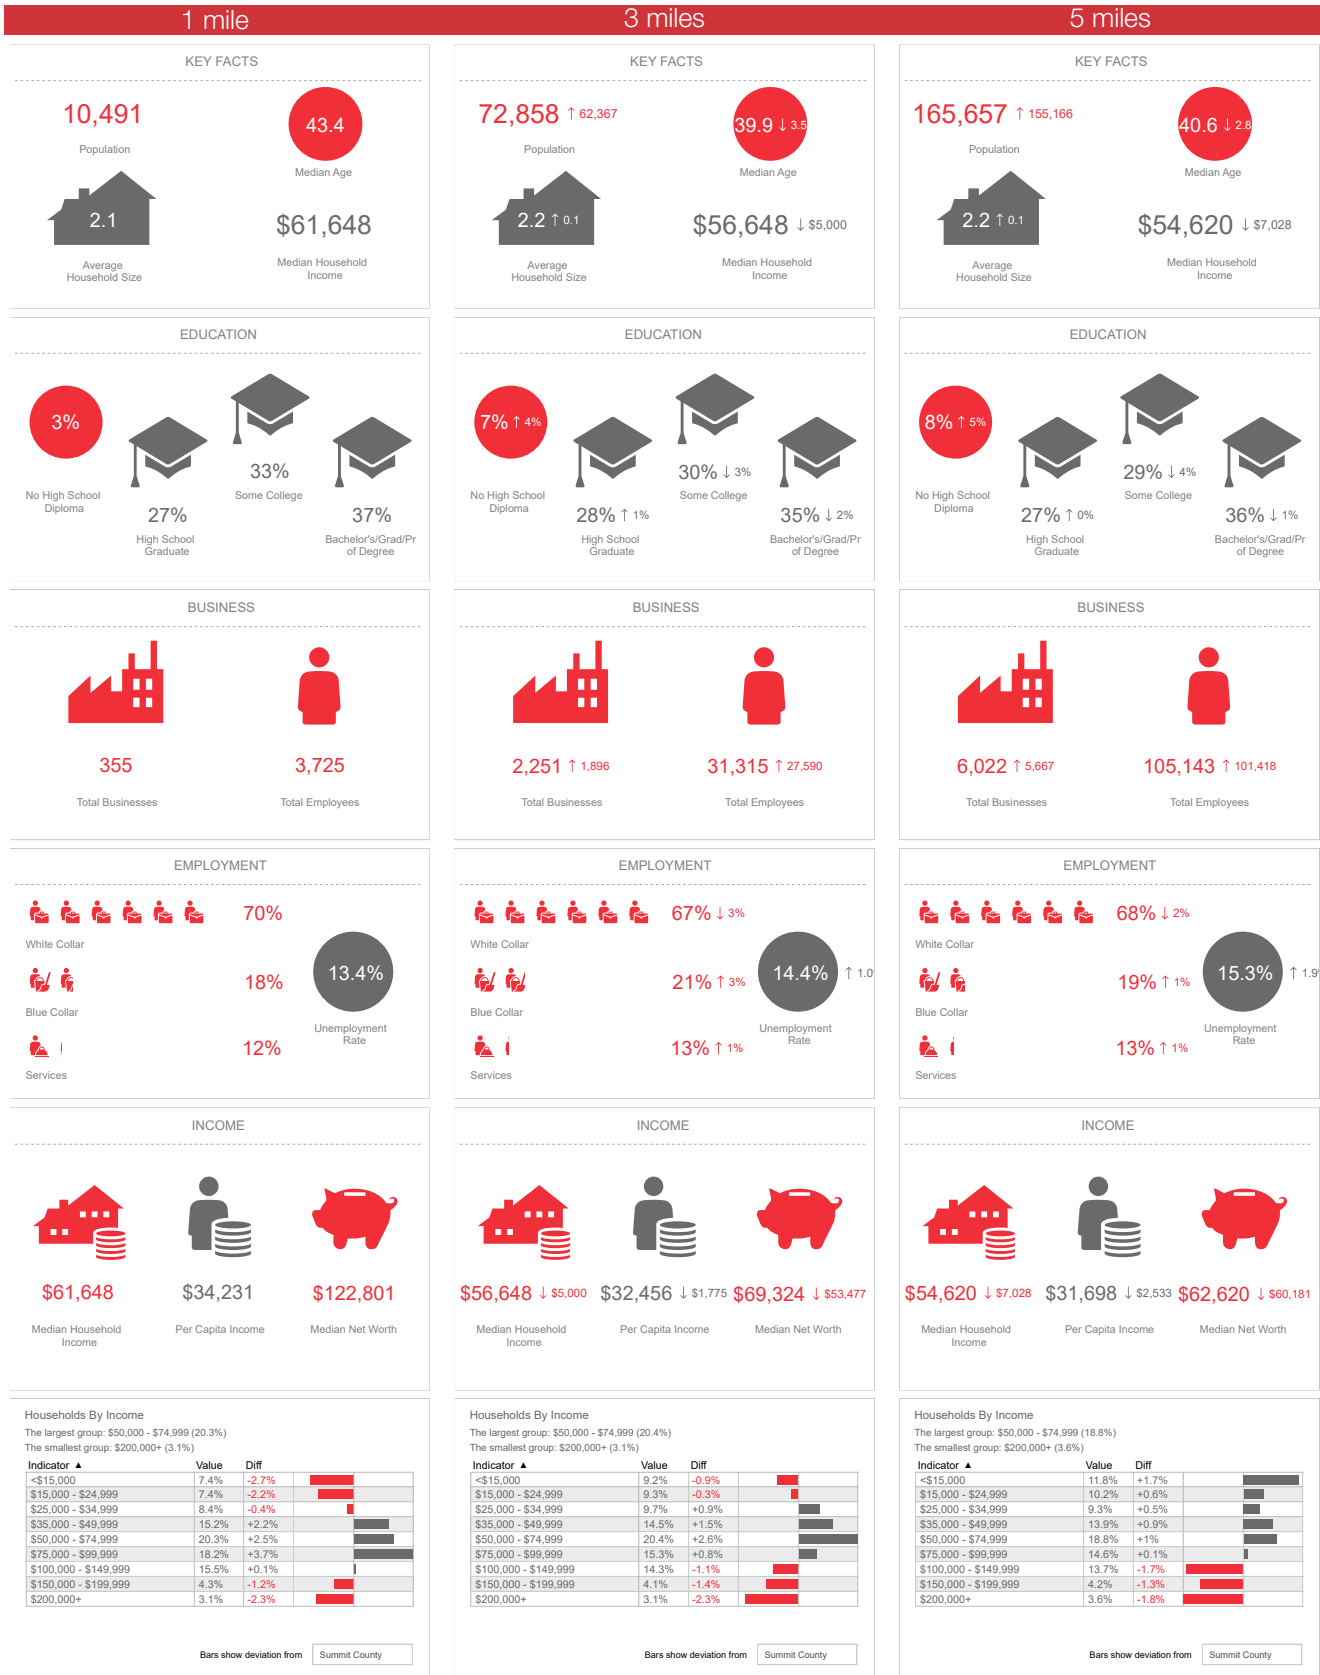 1 mile
3 miles
5 miles
KEY FACTS
10,491
Population
43.4
Median Age
2.1
Average
Household Size
$61,648
Median Household
Income
KEY FACTS
72,858 ↑ 62,367
Population
39.9 ↓ 3.5
Median Age
2.2 ↑ 0.1
Average
Household Size
$56,648 ↓ $5,000
Median Household
Income
KEY FACTS
165,657 ↑ 155,166
Population
40.6 ↓ 2.8
Median Age
2.2 ↑ 0.1
Average
Household Size
$54,620 ↓ $7,028
Median Household
Income
EDUCATION
3%
No High School
Diploma
27%
High School
Graduate
33%
Some College
37%
Bachelor's/Grad/Pr
of Degree
EDUCATION
7% ↑ 4%
No High School
Diploma
28% ↑ 1%
High School
Graduate
30% ↓ 3%
Some College
35% ↓ 2%
Bachelor's/Grad/Pr
of Degree
EDUCATION
8% ↑ 5%
No High School
Diploma
27% ↑ 0%
High School
Graduate
29% ↓ 4%
Some College
36% ↓ 1%
Bachelor's/Grad/Pr
of Degree
BUSINESS
355
Total Businesses
3,725
Total Employees
BUSINESS
2,251 ↑ 1,896
Total Businesses
31,315 ↑ 27,590
Total Employees
BUSINESS
6,022 ↑ 5,667
Total Businesses
105,143 ↑ 101,418
Total Employees
EMPLOYMENT
70%
White Collar
18%
Blue Collar
12%
Services
13.4%
Unemployment
Rate
EMPLOYMENT
67% ↓ 3%
White Collar
21% ↑ 3%
Blue Collar
13% ↑ 1%
Services
14.4% ↑ 1.0
Unemployment
Rate
EMPLOYMENT
68% ↓ 2%
White Collar
19% ↑ 1%
Blue Collar
13% ↑ 1%
Services
15.3% ↑ 1.9
Unemployment
Rate
INCOME
$61,648
Median Household
Income
$34,231
Per Capita Income
$122,801
Median Net Worth
INCOME
$56,648 ↓ $5,000
Median Household
Income
$32,456 ↓ $1,775
Per Capita Income
$69,324 ↓ $53,477
Median Net Worth
INCOME
$54,620 ↓ $7,028
Median Household
Income
$31,698 ↓ $2,533
Per Capita Income
$62,620 ↓ $60,181
Median Net Worth
Households By Income
The largest group: $50,000 - $74,999 (20.3%)
The smallest group: $200,000+ (3.1%)
Indicator ▲ Value Diff
<$15,000 7.4% -2.7%
$15,000 - $24,999 7.4% -2.2%
$25,000 - $34,999 8.4% -0.4%
$35,000 - $49,999 15.2% +2.2%
$50,000 - $74,999 20.3% +2.5%
$75,000 - $99,999 18.2% +3.7%
$100,000 - $149,999 15.5% +0.1%
$150,000 - $199,999 4.3% -1.2%
$200,000+ 3.1% -2.3%
Bars show deviation from Summit County
Households By Income
The largest group: $50,000 - $74,999 (20.4%)
The smallest group: $200,000+ (3.1%)
Indicator ▲ Value Diff
<$15,000 9.2% -0.9%
$15,000 - $24,999 9.3% -0.3%
$25,000 - $34,999 9.7% +0.9%
$35,000 - $49,999 14.5% +1.5%
$50,000 - $74,999 20.4% +2.6%
$75,000 - $99,999 15.3% +0.8%
$100,000 - $149,999 14.3% -1.1%
$150,000 - $199,999 4.1% -1.4%
$200,000+ 3.1% -2.3%
Bars show deviation from Summit County
Households By Income
The largest group: $50,000 - $74,999 (18.8%)
The smallest group: $200,000+ (3.6%)
Indicator ▲ Value Diff
<$15,000 11.8% +1.7%
$15,000 - $24,999 10.2% +0.6%
$25,000 - $34,999 9.3% +0.5%
$35,000 - $49,999 13.9% +0.9%
$50,000 - $74,999 18.8% +1%
$75,000 - $99,999 14.6% +0.1%
$100,000 - $149,999 13.7% -1.7%
$150,000 - $199,999 4.2% -1.3%
$200,000+ 3.6% -1.8%
Bars show deviation from Summit County